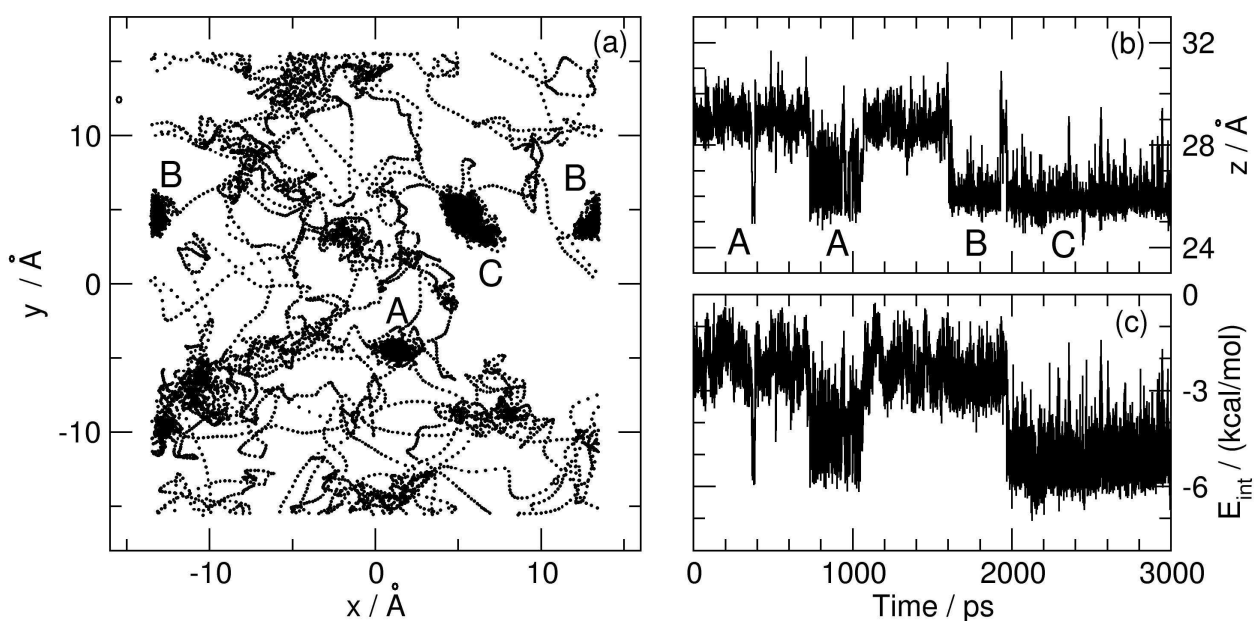 (a)
B
B
C
A
10
0
-10
y / Å
-10
0
10
x / Å
(b)
32
28
24
z / Å
A
A
B
C
(c)
0
-3
-6
E_int / (kcal/mol)
0
1000
2000
3000
Time / ps